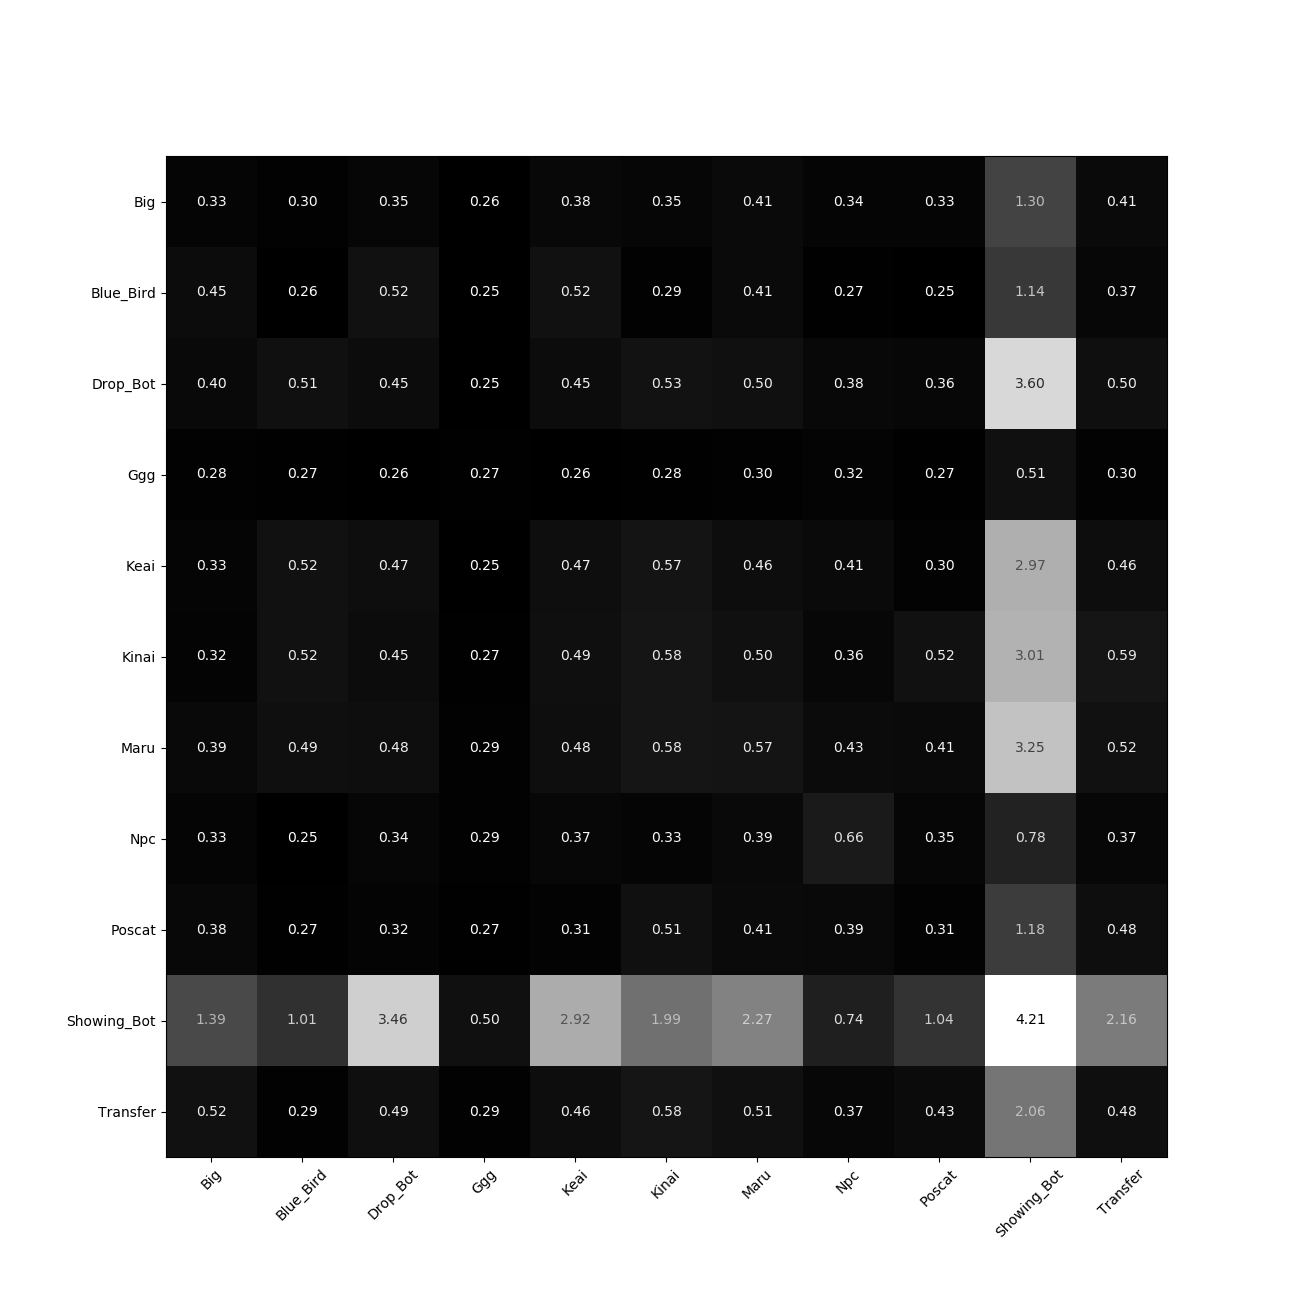 Big 0.33 0.30 0.35 0.26 0.38 0.35 0.41 0.34 0.33 1.30 0.41
Blue_Bird 0.45 0.26 0.52 0.25 0.52 0.29 0.41 0.27 0.25 1.14 0.37
Drop_Bot 0.40 0.51 0.45 0.25 0.45 0.53 0.50 0.38 0.36 3.60 0.50
Ggg 0.28 0.27 0.26 0.27 0.26 0.28 0.30 0.32 0.27 0.51 0.30
Keai 0.33 0.52 0.47 0.25 0.47 0.57 0.46 0.41 0.30 2.97 0.46
Kinai 0.32 0.52 0.45 0.27 0.49 0.58 0.50 0.36 0.52 3.01 0.59
Maru 0.39 0.49 0.48 0.29 0.48 0.58 0.57 0.43 0.41 3.25 0.52
Npc 0.33 0.25 0.34 0.29 0.37 0.33 0.39 0.66 0.35 0.78 0.37
Poscat 0.38 0.27 0.32 0.27 0.31 0.51 0.41 0.39 0.31 1.18 0.48
Showing_Bot 1.39 1.01 3.46 0.50 2.92 1.99 2.27 0.74 1.04 4.21 2.16
Transfer 0.52 0.29 0.49 0.29 0.46 0.58 0.51 0.37 0.43 2.06 0.48
Big Blue_Bird Drop_Bot Ggg Keai Kinai Maru Npc Poscat Showing_Bot Transfer